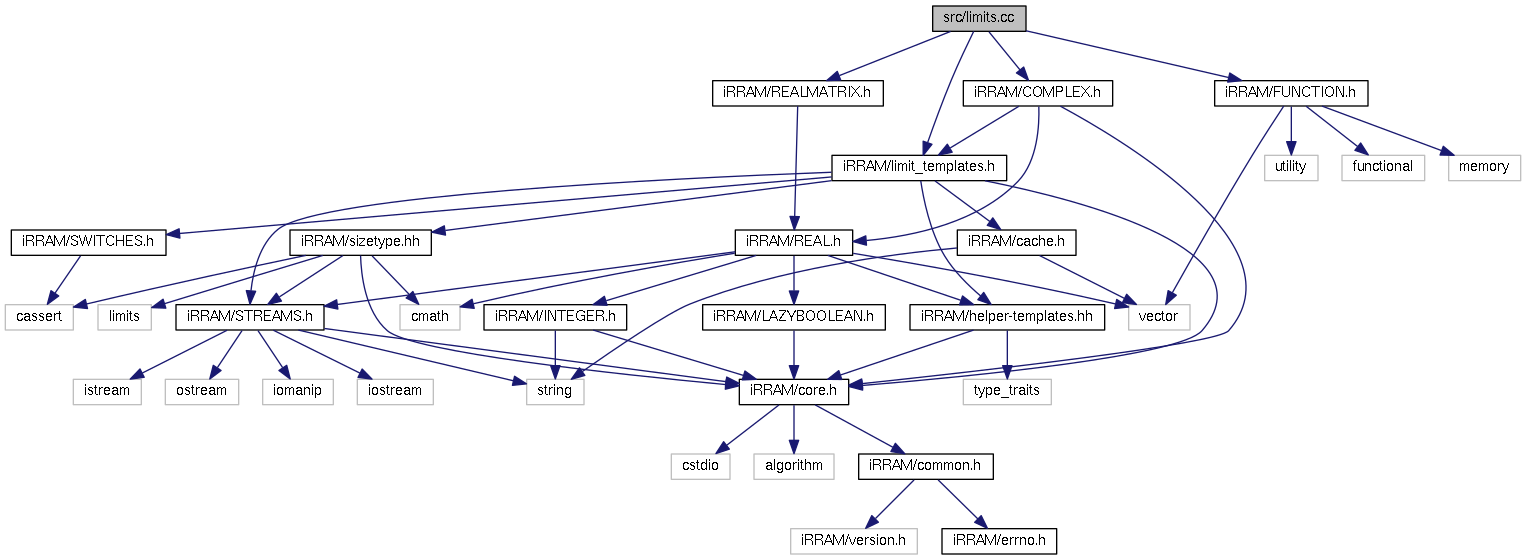 src/limits.cc
iRRAM/REALMATRIX.h
iRRAM/COMPLEX.h
iRRAM/FUNCTION.h
iRRAM/limit_templates.h
utility
functional
memory
iRRAM/SWITCHES.h
iRRAM/sizetype.hh
iRRAM/REAL.h
iRRAM/cache.h
cassert
limits
iRRAM/STREAMS.h
cmath
iRRAM/INTEGER.h
iRRAM/LAZYBOOLEAN.h
iRRAM/helper-templates.hh
vector
istream
ostream
iomanip
iostream
string
iRRAM/core.h
type_traits
cstdio
algorithm
iRRAM/common.h
iRRAM/version.h
iRRAM/errno.h